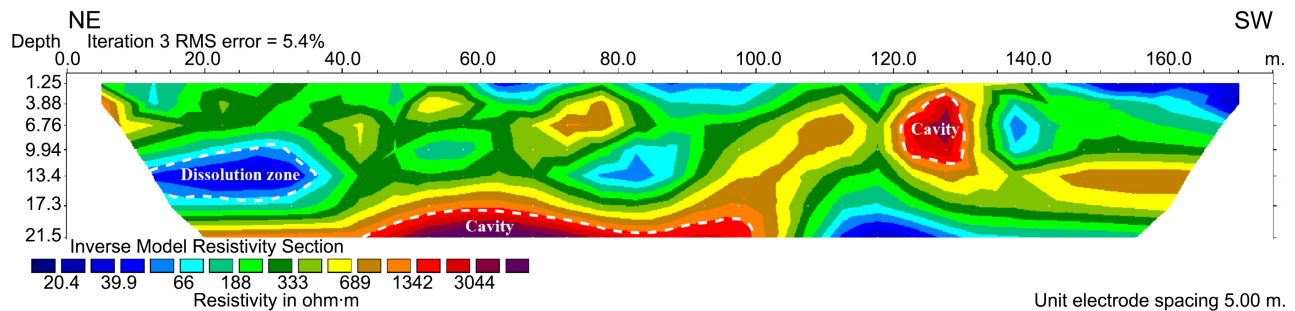 NE SW
Depth Iteration 3 RMS error = 5.4%
0.0 20.0 40.0 60.0 80.0 100.0 120.0 140.0 160.0 m.
1.25
3.88
6.76
Cavity
9.94
13.4
Dissolution zone
17.3
Cavity
21.5
Inverse Model Resistivity Section
20.4 39.9 66 188 333 689 1342 3044
Resistivity in ohm·m
Unit electrode spacing 5.00 m.